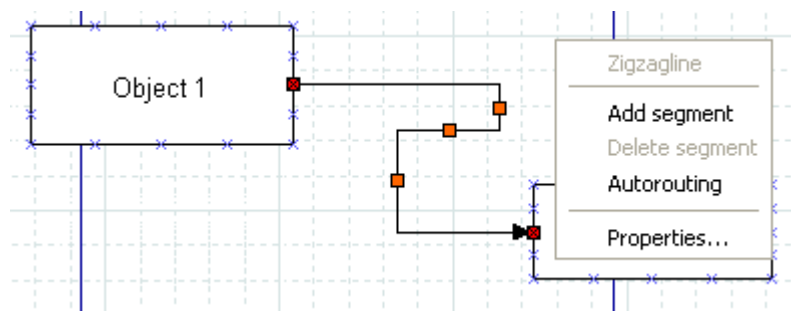 Object 1
Zigzagline
Add segment
Delete segment
Autorouting
Properties...